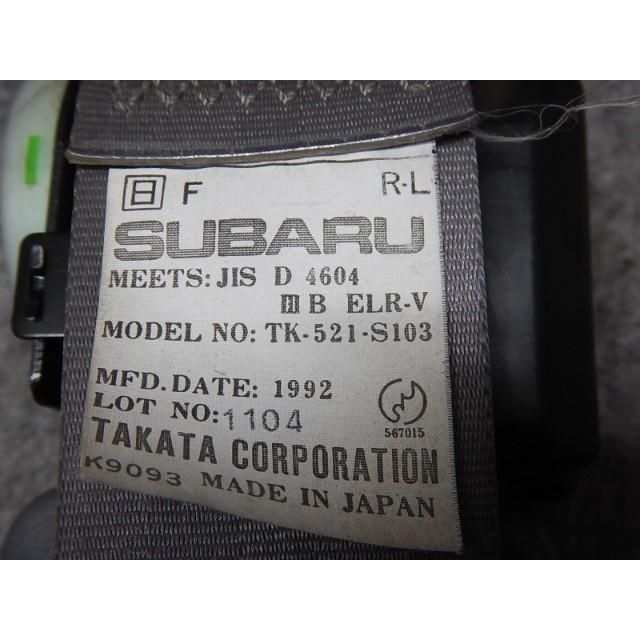 日 F R-L
SUBARU
MEETS: JIS D 4604
III B ELR-V
MODEL NO: TK-521-S103
MFD. DATE: 1992
LOT NO: 1104
567015
TAKATA CORPORATION
K9093 MADE IN JAPAN